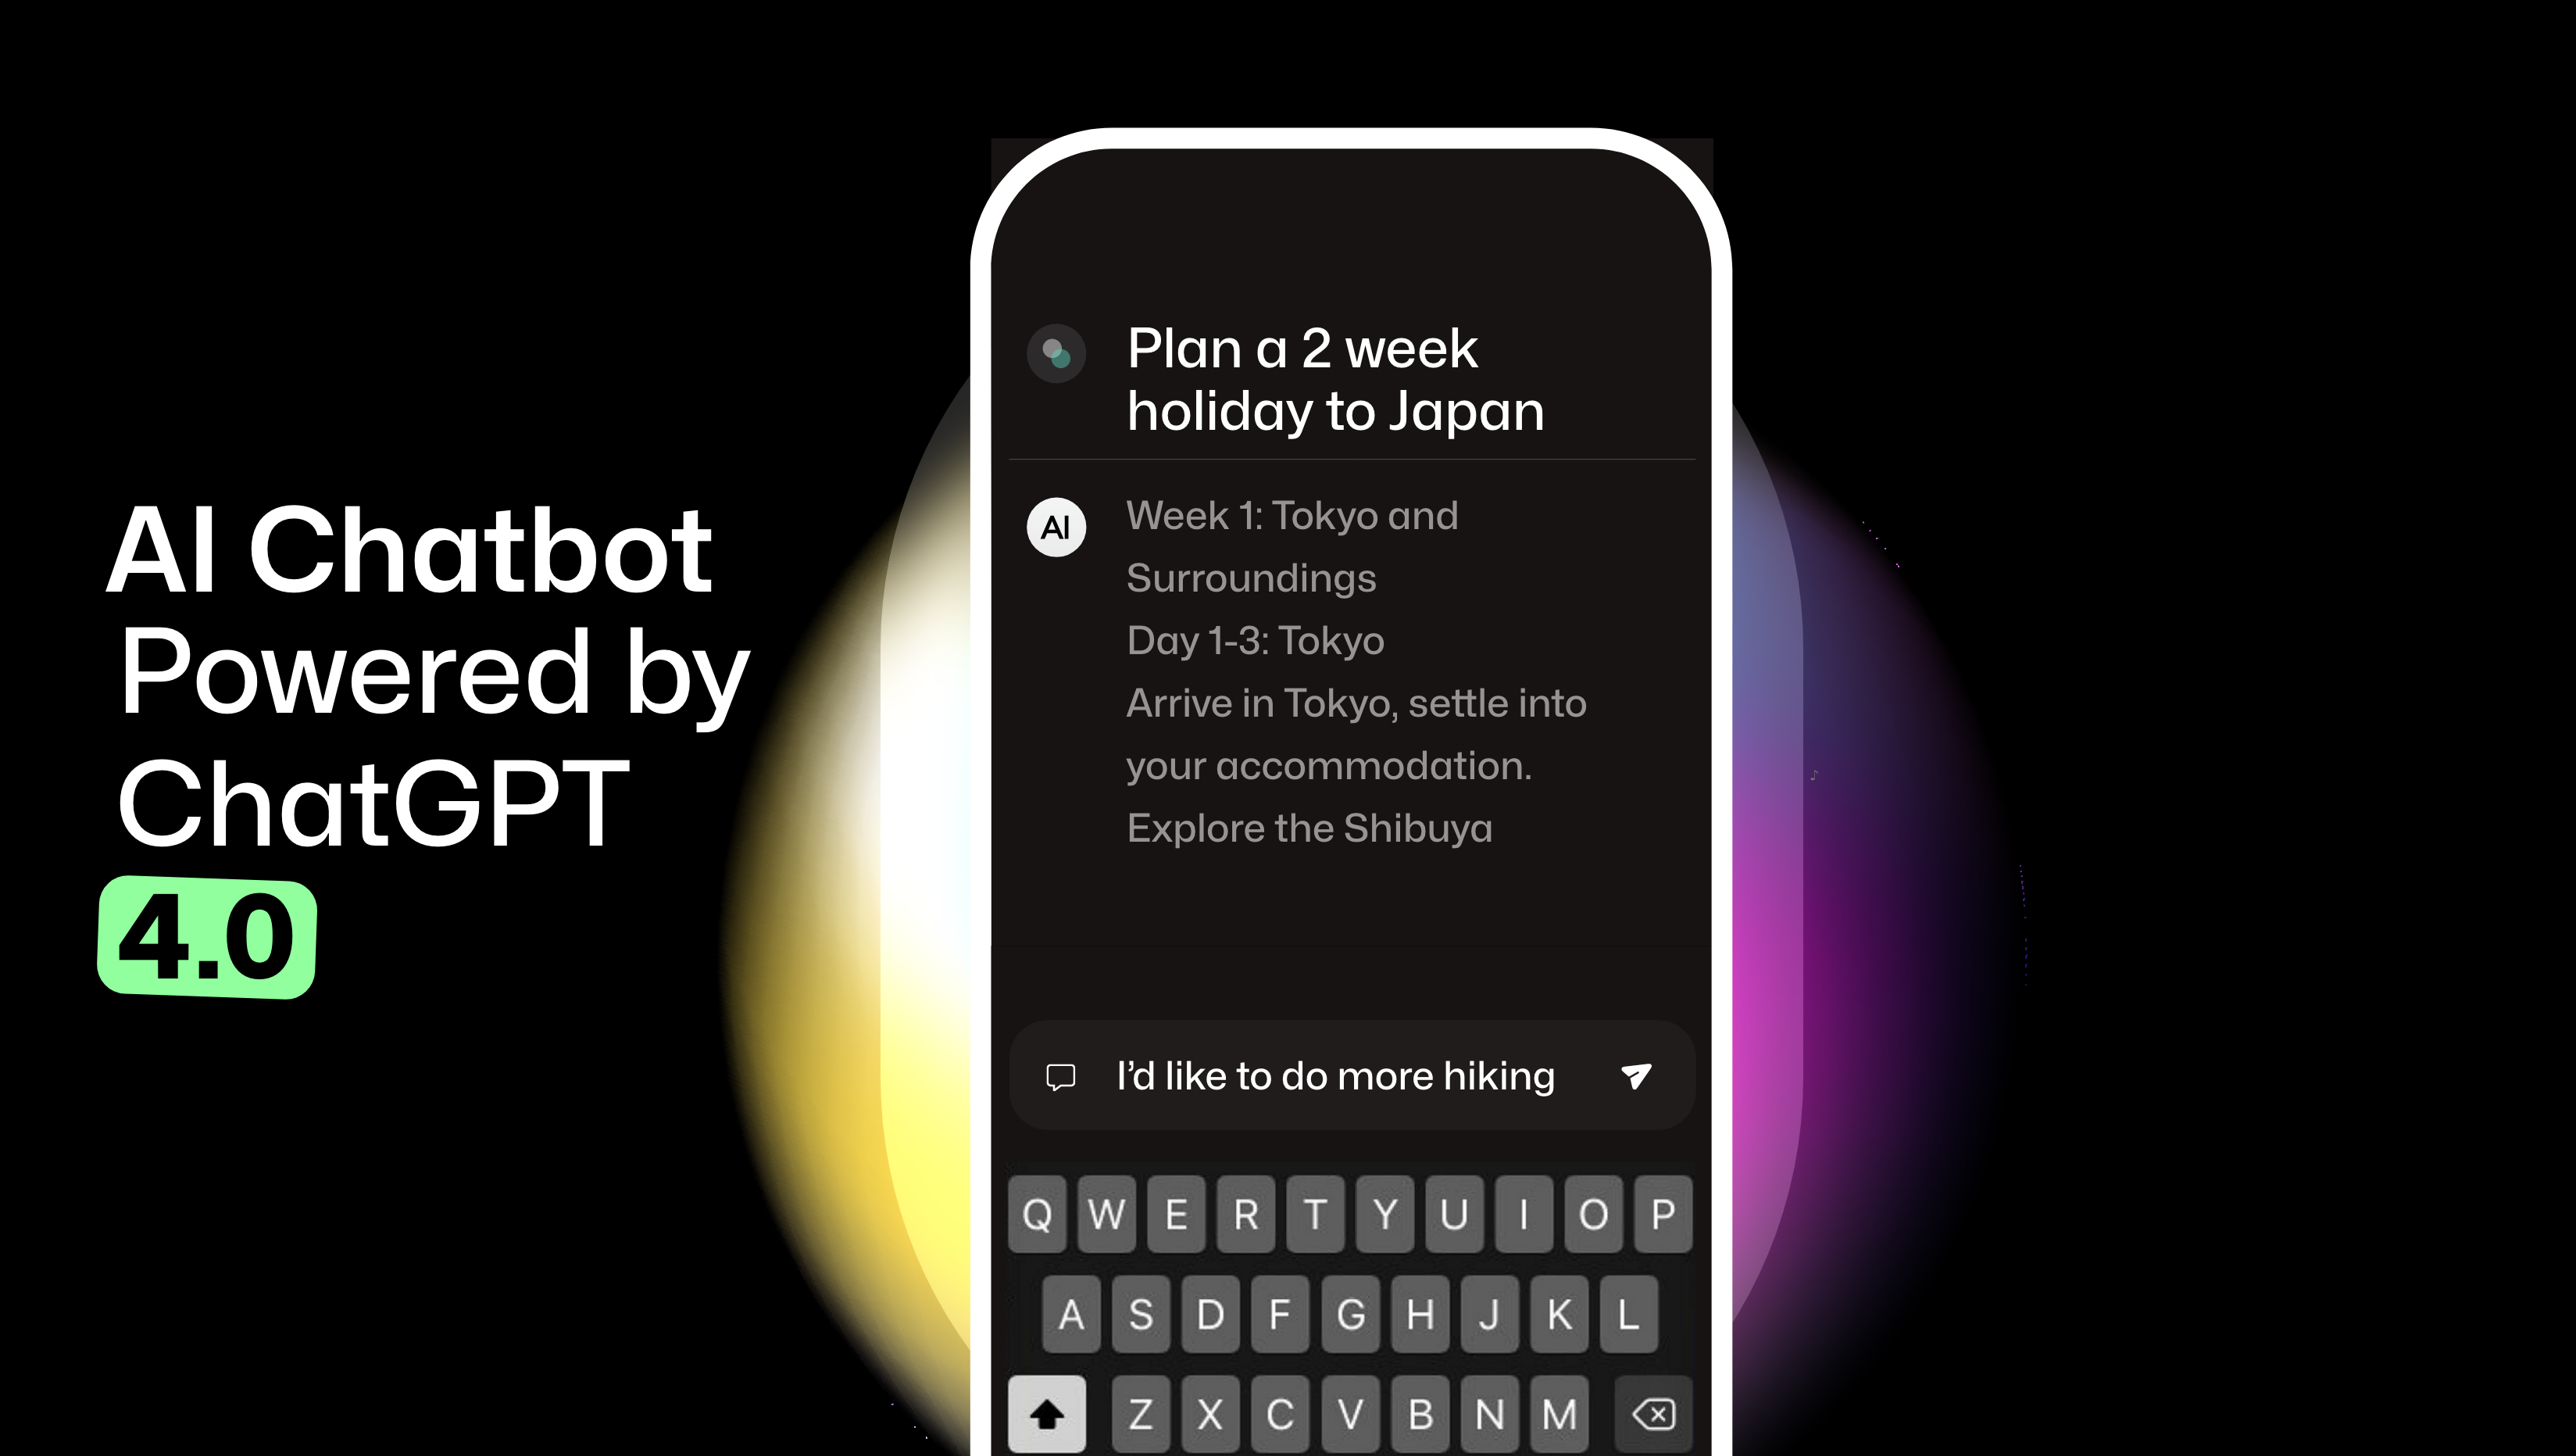 AI Chatbot
Powered by
ChatGPT
4.0
Plan a 2 week
holiday to Japan
AI
Week 1: Tokyo and
Surroundings
Day 1-3: Tokyo
Arrive in Tokyo, settle into
your accommodation.
Explore the Shibuya
I'd like to do more hiking
Q W E R T Y U I O P
A S D F G H J K L
Z X C V B N M